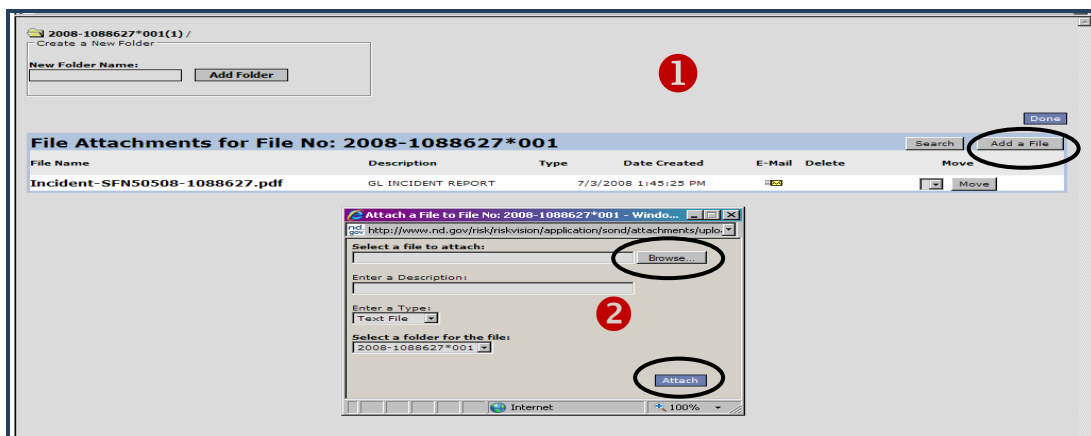 2008-1088627*001(1) /
Create a New Folder
New Folder Name:
Add Folder
1
Done
File Attachments for File No: 2008-1088627*001
Search
Add a File
File Name Description Type Date Created E-Mail Delete Move
Incident-SFN50508-1088627.pdf GL INCIDENT REPORT 7/3/2008 1:45:25 PM Move
Attach a File to File No: 2008-1088627*001 - Windo...
nd.gov http://www.nd.gov/risk/riskvision/application/sond/attachments/uplo
Select a file to attach:
Browse...
Enter a Description:
2
Enter a Type:
Text File
Select a folder for the file:
2008-1088627*001
Attach
Internet 100%